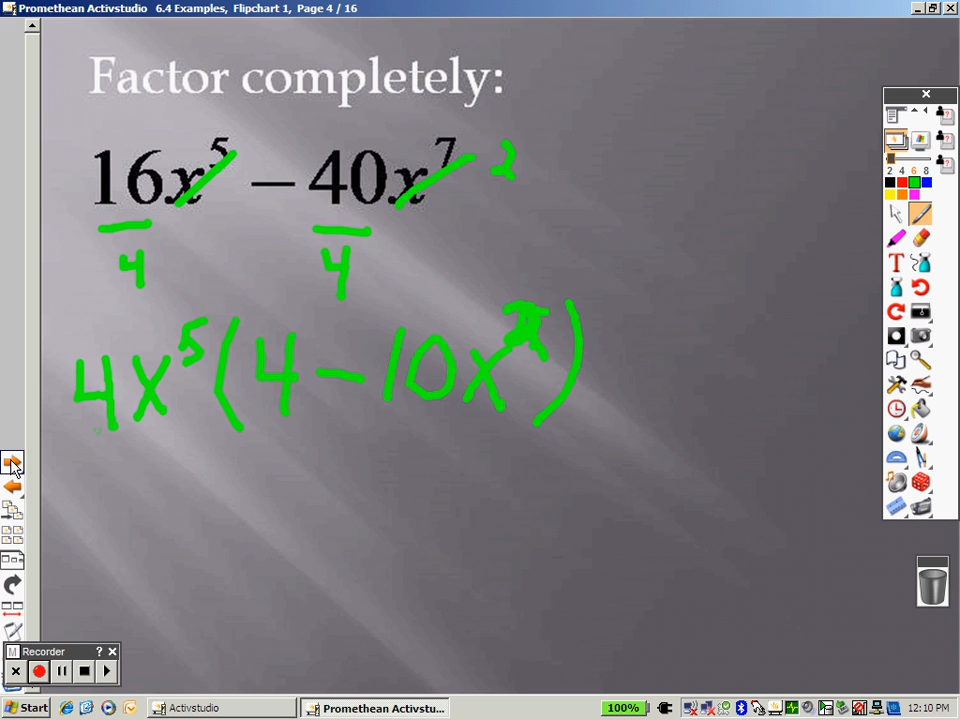 Promethean Activstudio 6.4 Examples, Flipchart 1, Page 4 / 16
Factor completely:
16x⁵ − 40x⁷ 2
4 4
4x⁵(4 − 10x )
2 4 6 8
T
M Recorder ?
Start Activstudio Promethean Activstu... 100% 12:10 PM